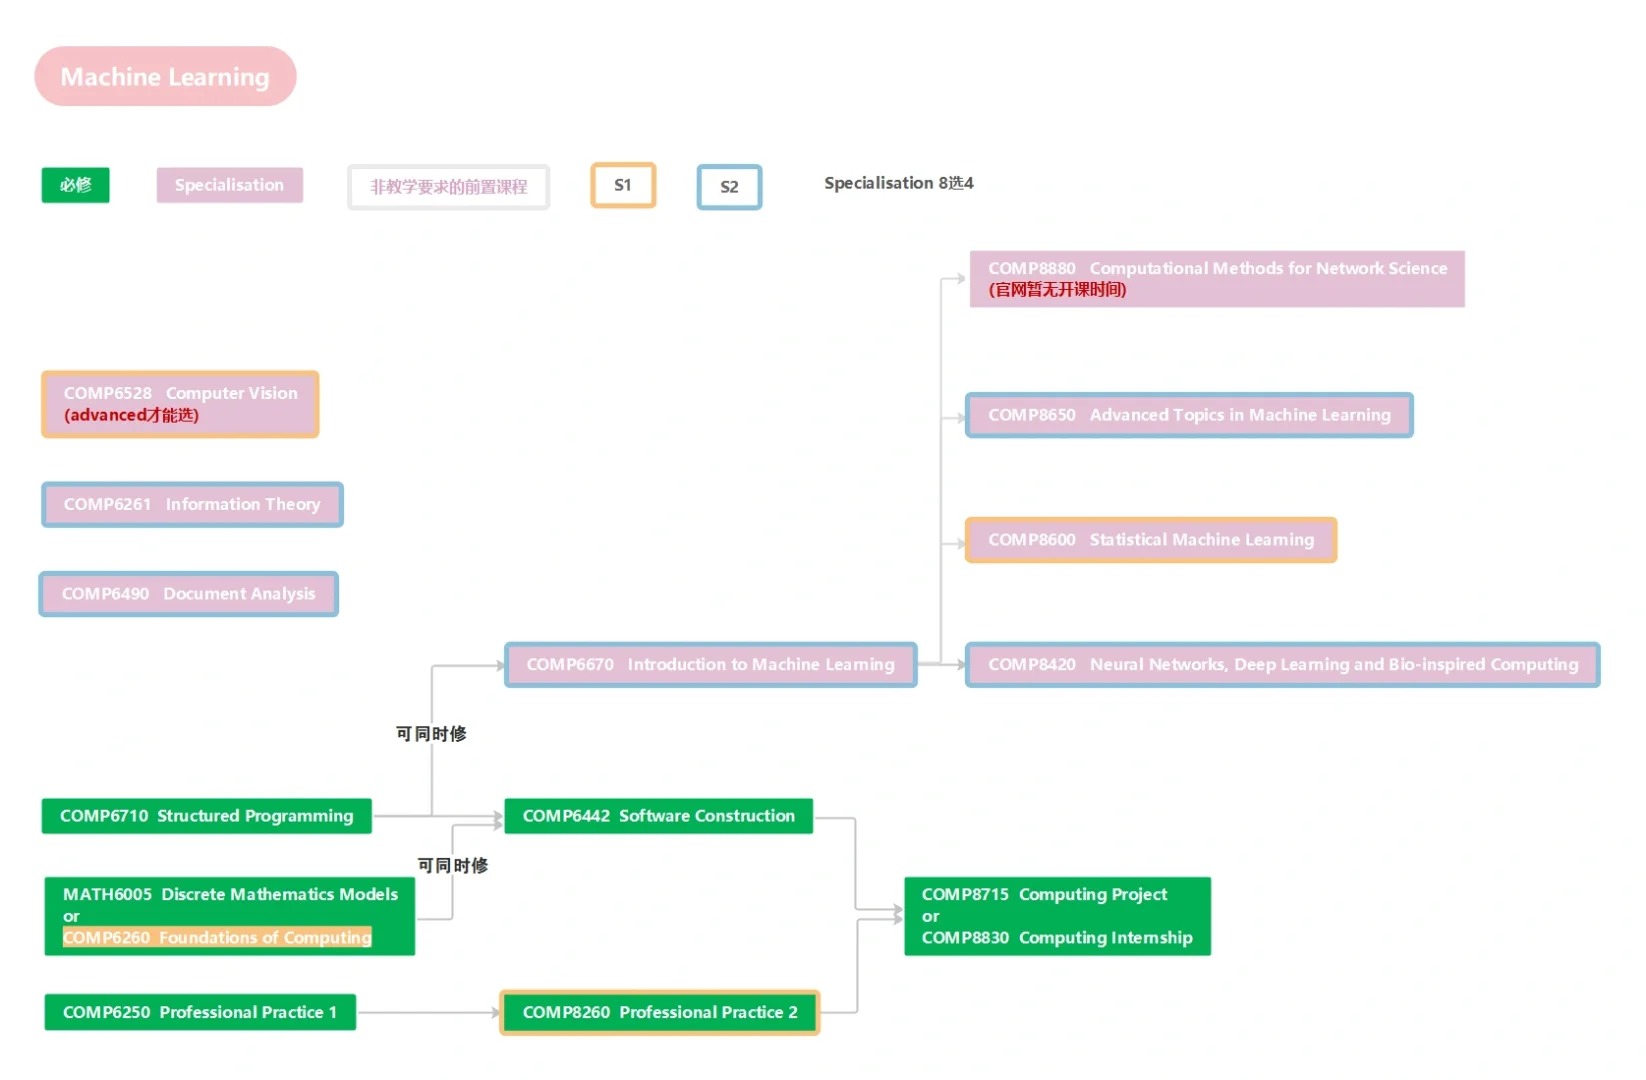 Machine Learning
必修
Specialisation
非教学要求的前置课程
S1
S2
Specialisation 8选4
COMP8880 Computational Methods for Network Science
(官网暂无开课时间)
COMP6528 Computer Vision
(advanced才能选)
COMP8650 Advanced Topics in Machine Learning
COMP6261 Information Theory
COMP8600 Statistical Machine Learning
COMP6490 Document Analysis
COMP6670 Introduction to Machine Learning
COMP8420 Neural Networks, Deep Learning and Bio-inspired Computing
可同时修
COMP6710 Structured Programming
COMP6442 Software Construction
可同时修
MATH6005 Discrete Mathematics Models
or
COMP6260 Foundations of Computing
COMP8715 Computing Project
or
COMP8830 Computing Internship
COMP6250 Professional Practice 1
COMP8260 Professional Practice 2